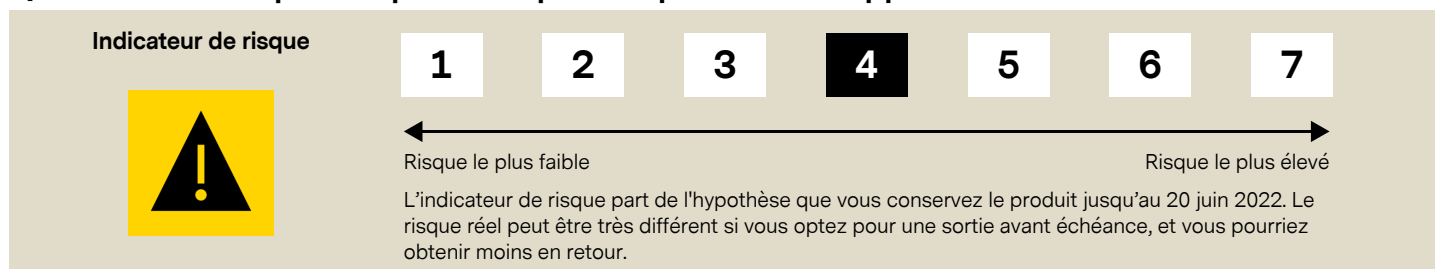 Indicateur de risque
1 2 3 4 5 6 7
Risque le plus faible Risque le plus élevé
L'indicateur de risque part de l'hypothèse que vous conservez le produit jusqu'au 20 juin 2022. Le
risque réel peut être très différent si vous optez pour une sortie avant échéance, et vous pourriez
obtenir moins en retour.